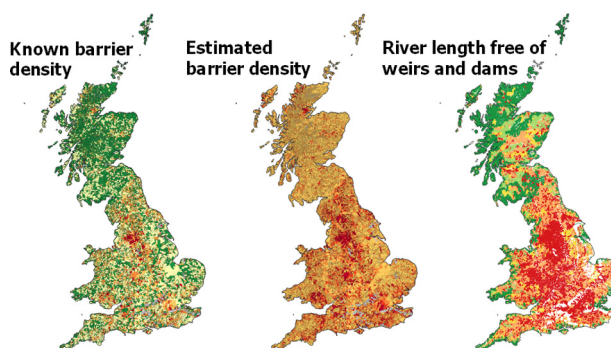 Known barrier
density
Estimated
barrier density
River length free of
weirs and dams